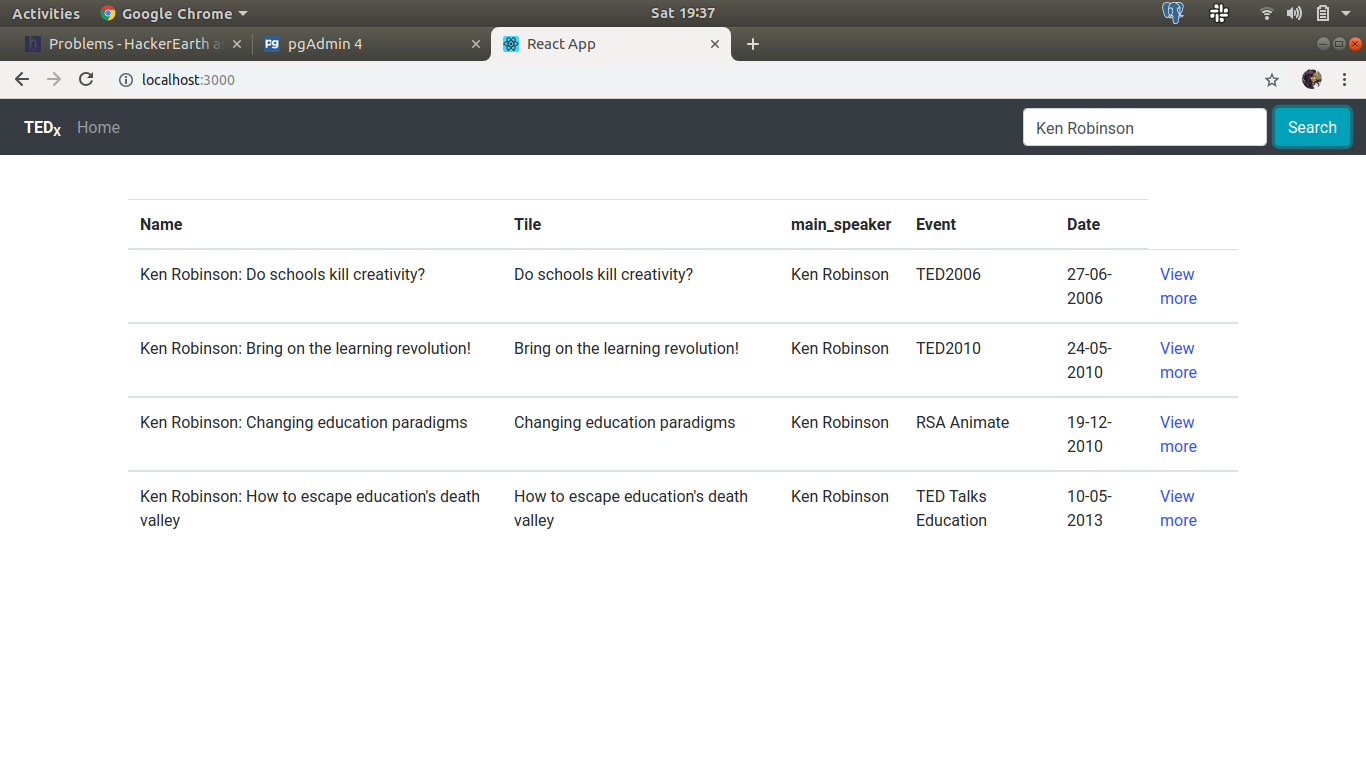 Activities Google Chrome Sat 19:37
Problems - HackerEarth a pgAdmin 4 React App
localhost:3000
TEDx Home Ken Robinson Search
Name Tile main_speaker Event Date
Ken Robinson: Do schools kill creativity? Do schools kill creativity? Ken Robinson TED2006 27-06-
2006 View
more
Ken Robinson: Bring on the learning revolution! Bring on the learning revolution! Ken Robinson TED2010 24-05-
2010 View
more
Ken Robinson: Changing education paradigms Changing education paradigms Ken Robinson RSA Animate 19-12-
2010 View
more
Ken Robinson: How to escape education's death
valley How to escape education's death
valley Ken Robinson TED Talks
Education 10-05-
2013 View
more